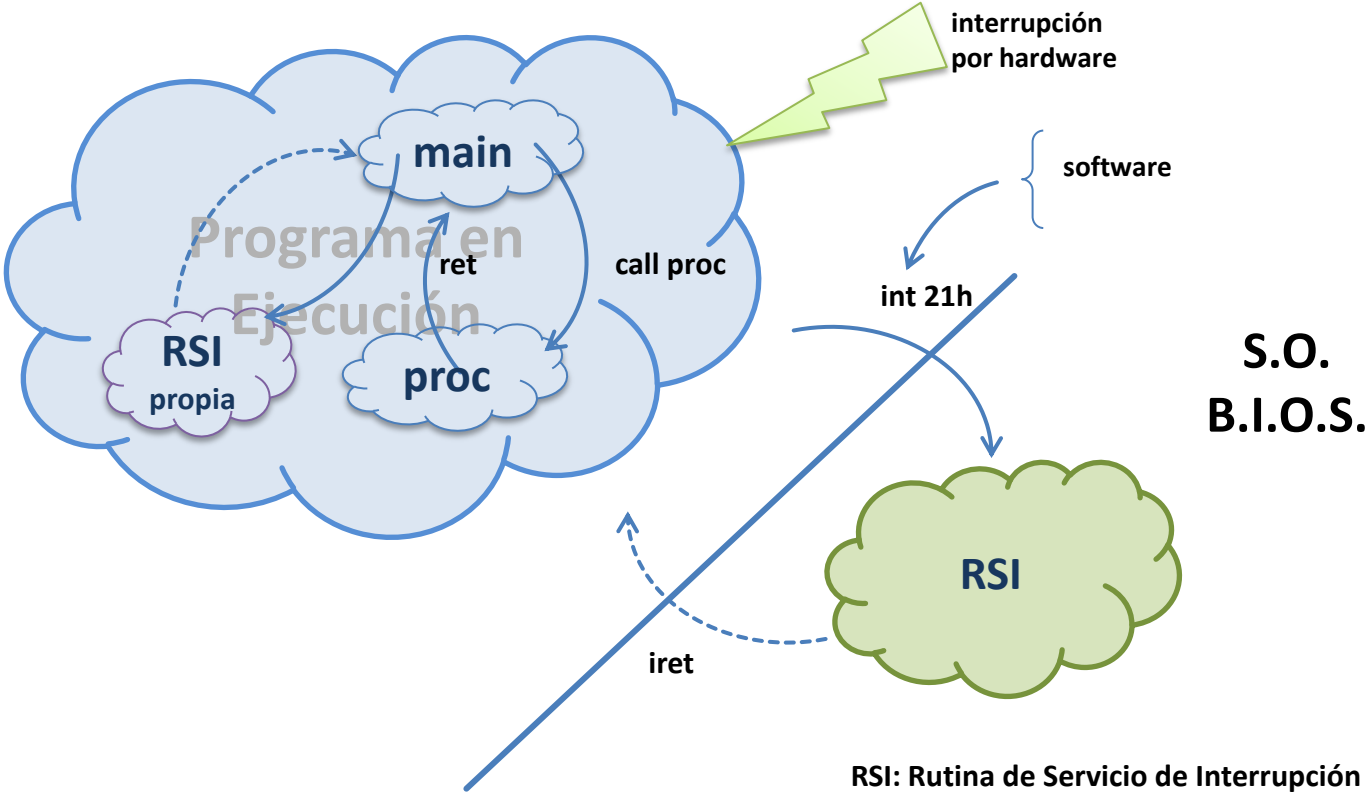 interrupción
por hardware
main
software
Programa en
Ejecución
ret
call proc
int 21h
RSI
propia
proc
S.O.
B.I.O.S.
RSI
iret
RSI: Rutina de Servicio de Interrupción